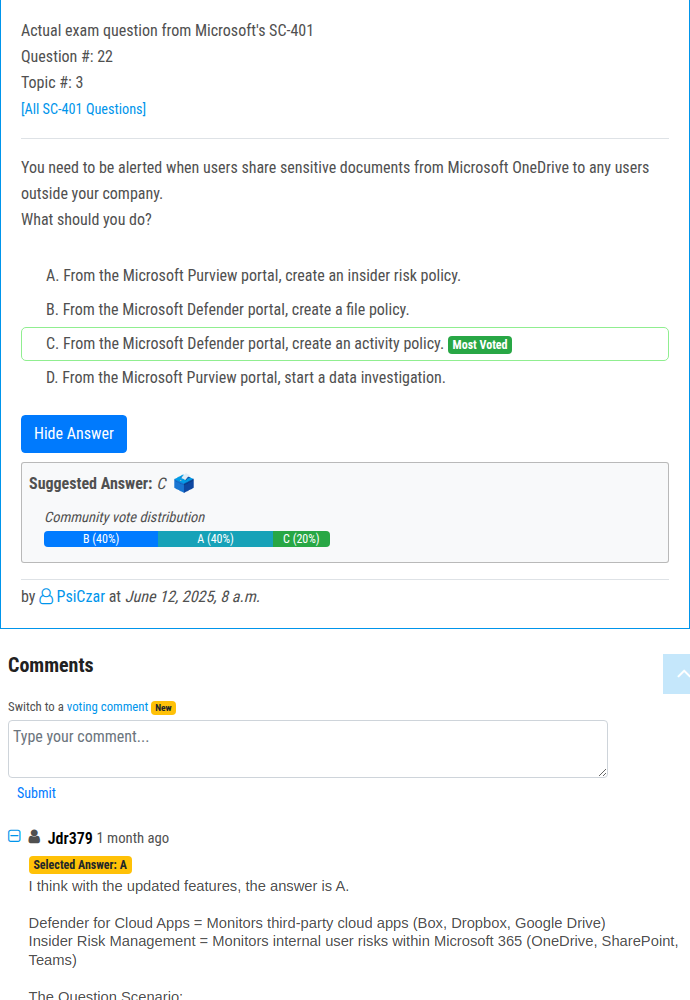 Actual exam question from Microsoft's SC-401
Question #: 22
Topic #: 3
[All SC-401 Questions]
You need to be alerted when users share sensitive documents from Microsoft OneDrive to any users
outside your company.
What should you do?
A. From the Microsoft Purview portal, create an insider risk policy.
B. From the Microsoft Defender portal, create a file policy.
C. From the Microsoft Defender portal, create an activity policy. Most Voted
D. From the Microsoft Purview portal, start a data investigation.
Hide Answer
Suggested Answer: C
Community vote distribution
B (40%) A (40%) C (20%)
by PsiCzar at June 12, 2025, 8 a.m.
Comments
Switch to a voting comment New
Type your comment...
Submit
Jdr379 1 month ago
Selected Answer: A
I think with the updated features, the answer is A.
Defender for Cloud Apps = Monitors third-party cloud apps (Box, Dropbox, Google Drive)
Insider Risk Management = Monitors internal user risks within Microsoft 365 (OneDrive, SharePoint,
Teams)
The Question Scenario: